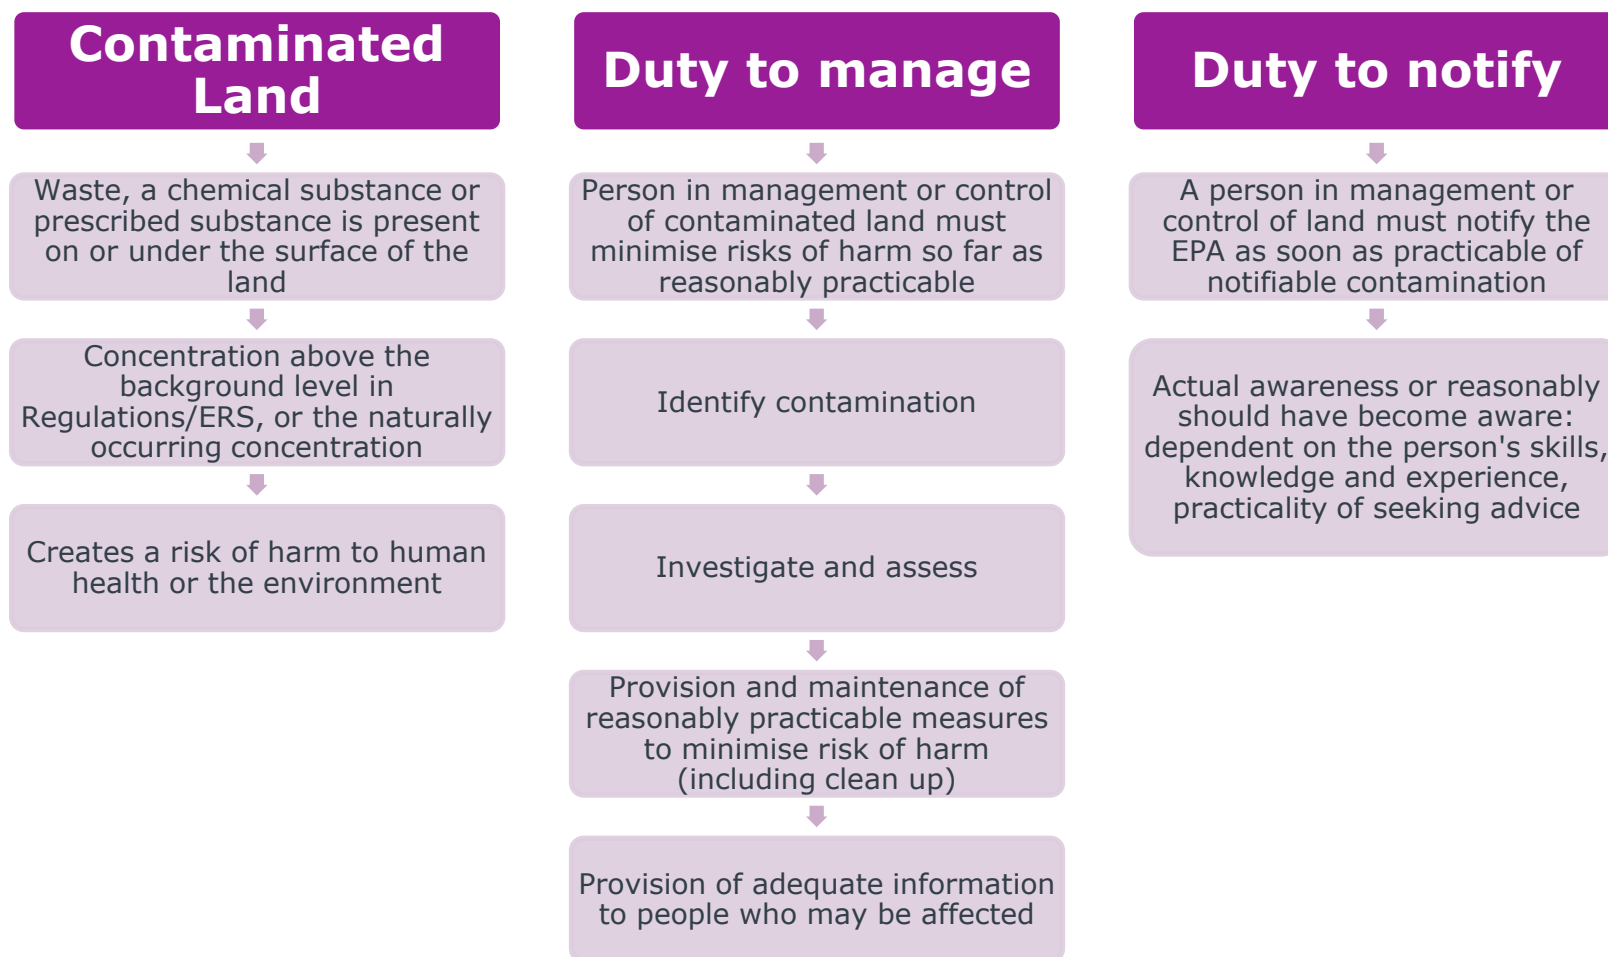 Contaminated
Land
Waste, a chemical substance or
prescribed substance is present
on or under the surface of the
land
Concentration above the
background level in
Regulations/ERS, or the naturally
occurring concentration
Creates a risk of harm to human
health or the environment
Duty to manage
Person in management or control
of contaminated land must
minimise risks of harm so far as
reasonably practicable
Identify contamination
Investigate and assess
Provision and maintenance of
reasonably practicable measures
to minimise risk of harm
(including clean up)
Provision of adequate information
to people who may be affected
Duty to notify
A person in management or
control of land must notify the
EPA as soon as practicable of
notifiable contamination
Actual awareness or reasonably
should have become aware:
dependent on the person's skills,
knowledge and experience,
practicality of seeking advice